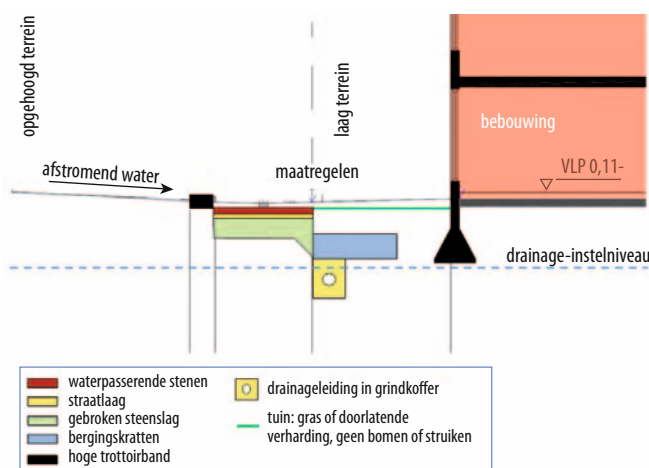 opgehoogd terrein
laag terrein
bebouwing
afstromend water
maatregelen
VLP 0,11-
drainage-instelniveau
waterpasserende stenen
straatlaag
gebroken steenslag
bergingskratten
hoge trottoirband
drainageleiding in grindkoffer
tuin: gras of doorlatende
verharding, geen bomen of struiken